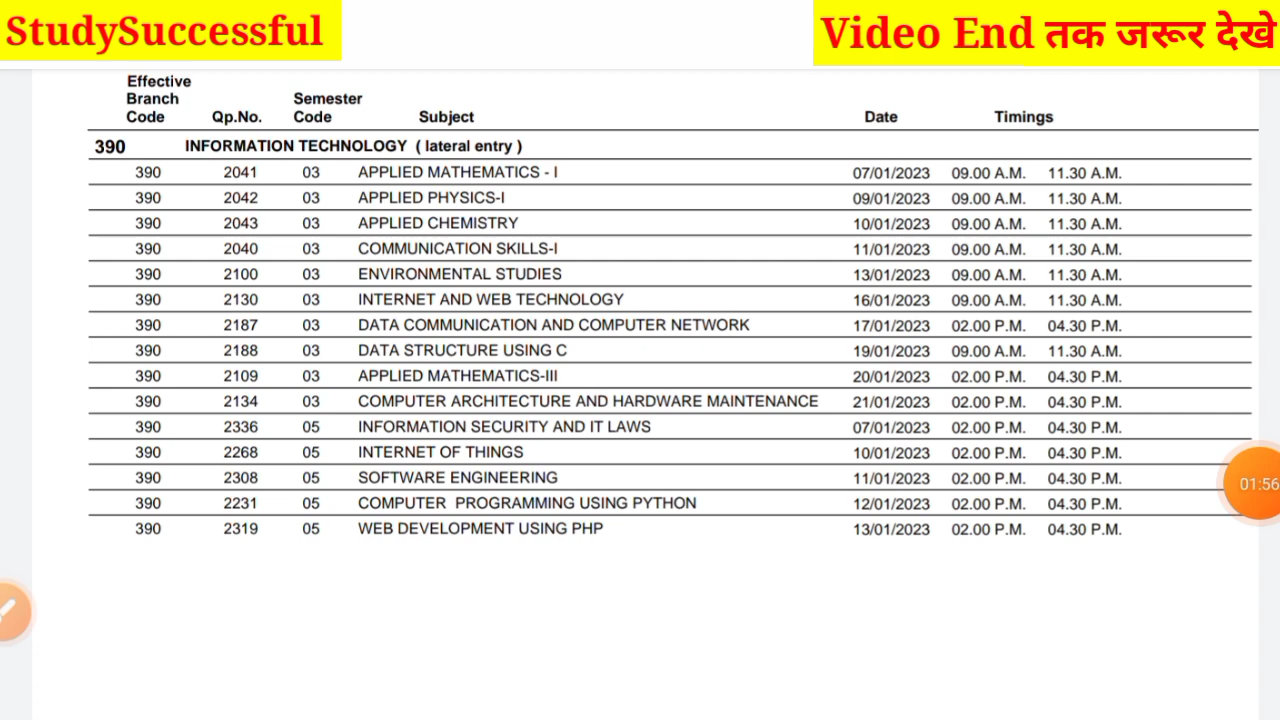 StudySuccessful
Video End तक जरूर देखे
Effective Branch Code Qp.No. Semester Code Subject Date Timings
390 INFORMATION TECHNOLOGY ( lateral entry )
390 2041 03 APPLIED MATHEMATICS - I 07/01/2023 09.00 A.M. 11.30 A.M.
390 2042 03 APPLIED PHYSICS-I 09/01/2023 09.00 A.M. 11.30 A.M.
390 2043 03 APPLIED CHEMISTRY 10/01/2023 09.00 A.M. 11.30 A.M.
390 2040 03 COMMUNICATION SKILLS-I 11/01/2023 09.00 A.M. 11.30 A.M.
390 2100 03 ENVIRONMENTAL STUDIES 13/01/2023 09.00 A.M. 11.30 A.M.
390 2130 03 INTERNET AND WEB TECHNOLOGY 16/01/2023 09.00 A.M. 11.30 A.M.
390 2187 03 DATA COMMUNICATION AND COMPUTER NETWORK 17/01/2023 02.00 P.M. 04.30 P.M.
390 2188 03 DATA STRUCTURE USING C 19/01/2023 09.00 A.M. 11.30 A.M.
390 2109 03 APPLIED MATHEMATICS-III 20/01/2023 02.00 P.M. 04.30 P.M.
390 2134 03 COMPUTER ARCHITECTURE AND HARDWARE MAINTENANCE 21/01/2023 02.00 P.M. 04.30 P.M.
390 2336 05 INFORMATION SECURITY AND IT LAWS 07/01/2023 02.00 P.M. 04.30 P.M.
390 2268 05 INTERNET OF THINGS 10/01/2023 02.00 P.M. 04.30 P.M.
390 2308 05 SOFTWARE ENGINEERING 11/01/2023 02.00 P.M. 04.30 P.M.
390 2231 05 COMPUTER PROGRAMMING USING PYTHON 12/01/2023 02.00 P.M. 04.30 P.M.
390 2319 05 WEB DEVELOPMENT USING PHP 13/01/2023 02.00 P.M. 04.30 P.M.
01:56